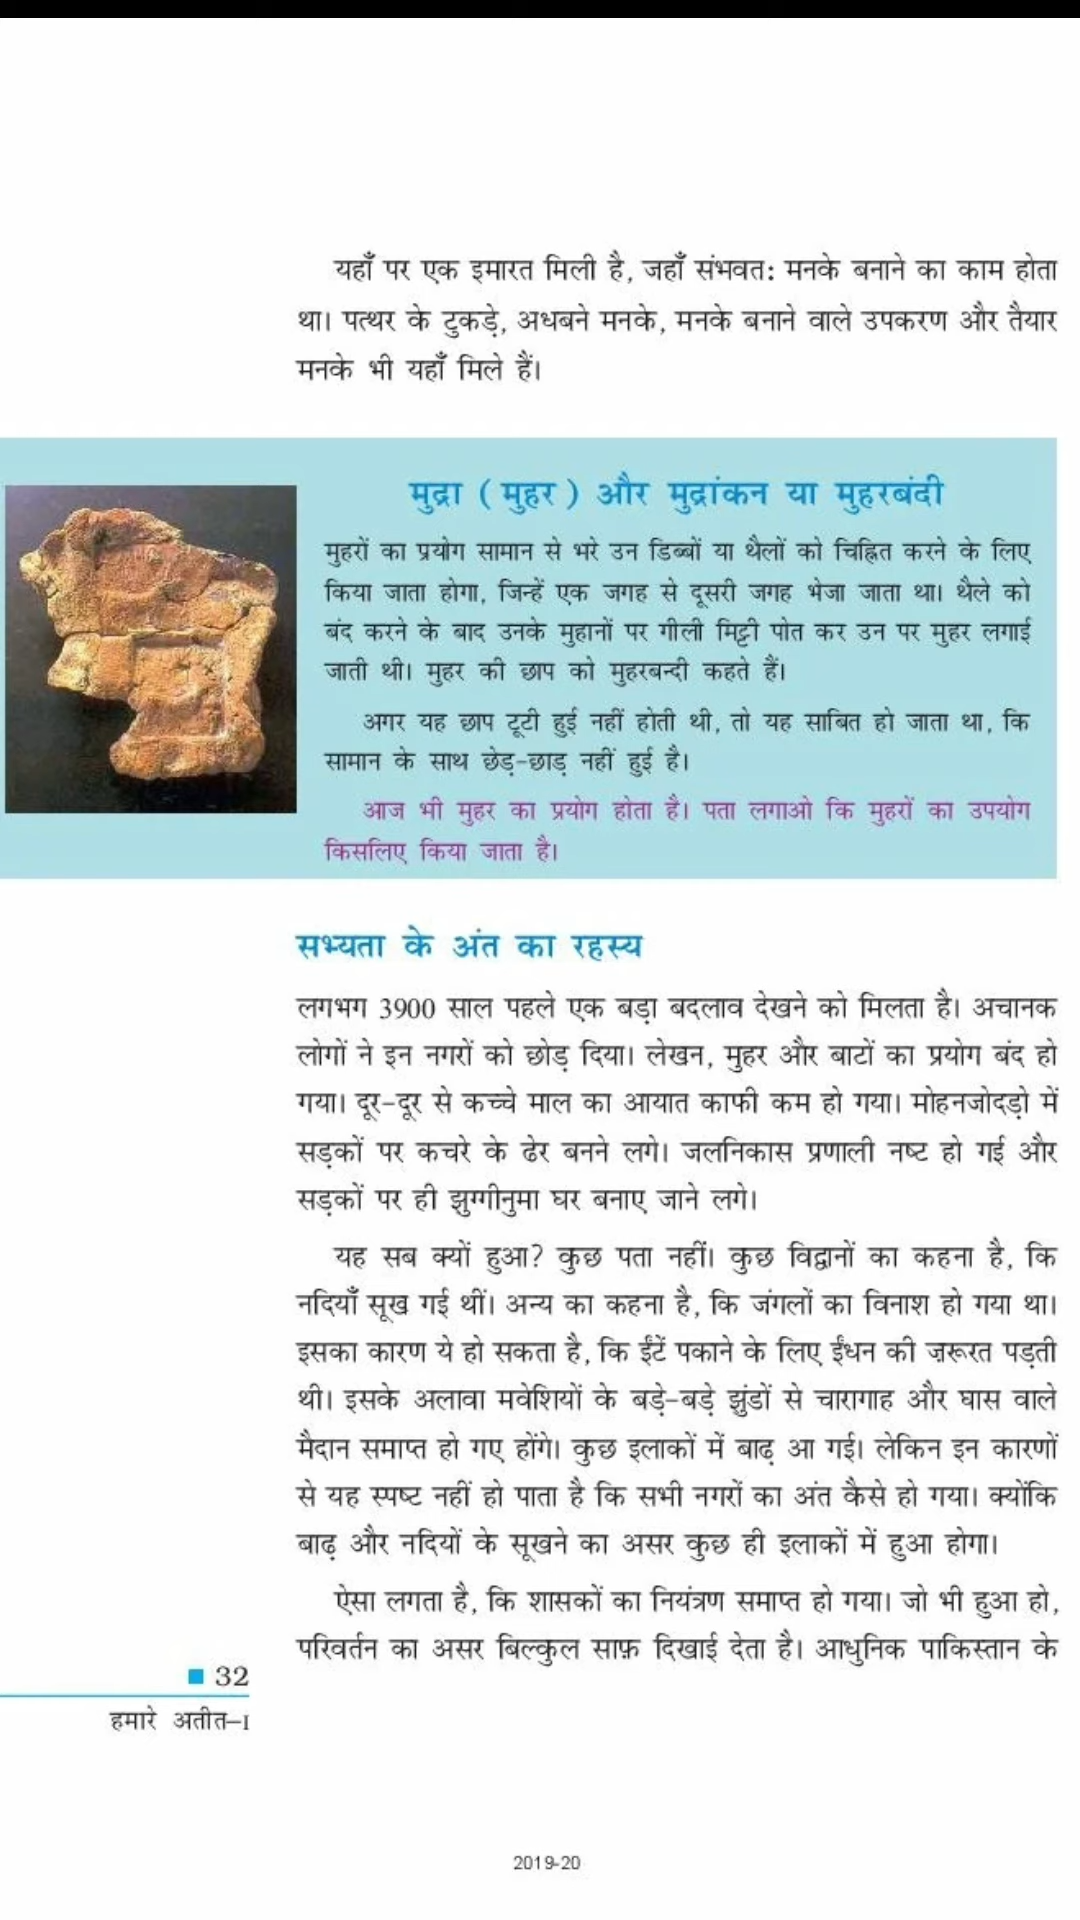 यहाँ पर एक इमारत मिली है, जहाँ संभवत: मनके बनाने का काम होता
था। पत्थर के टुकड़े, अधबने मनके, मनके बनाने वाले उपकरण और तैयार
मनके भी यहाँ मिले हैं।
मुद्रा (मुहर) और मुद्रांकन या मुहरबंदी
मुहरों का प्रयोग सामान से भरे उन डिब्बों या थैलों को चिह्नित करने के लिए
किया जाता होगा, जिन्हें एक जगह से दूसरी जगह भेजा जाता था। थैले को
बंद करने के बाद उनके मुहानों पर गीली मिट्टी पोत कर उन पर मुहर लगाई
जाती थी। मुहर की छाप को मुहरबन्दी कहते हैं।
अगर यह छाप टूटी हुई नहीं होती थी, तो यह साबित हो जाता था, कि
सामान के साथ छेड़-छाड़ नहीं हुई है।
आज भी मुहर का प्रयोग होता है। पता लगाओ कि मुहरों का उपयोग
किसलिए किया जाता है।
सभ्यता के अंत का रहस्य
लगभग 3900 साल पहले एक बड़ा बदलाव देखने को मिलता है। अचानक
लोगों ने इन नगरों को छोड़ दिया। लेखन, मुहर और बाटों का प्रयोग बंद हो
गया। दूर-दूर से कच्चे माल का आयात काफी कम हो गया। मोहनजोदड़ो में
सड़कों पर कचरे के ढेर बनने लगे। जलनिकास प्रणाली नष्ट हो गई और
सड़कों पर ही झुग्गीनुमा घर बनाए जाने लगे।
यह सब क्यों हुआ? कुछ पता नहीं। कुछ विद्वानों का कहना है, कि
नदियाँ सूख गई थीं। अन्य का कहना है, कि जंगलों का विनाश हो गया था।
इसका कारण ये हो सकता है, कि ईंटें पकाने के लिए ईंधन की ज़रूरत पड़ती
थी। इसके अलावा मवेशियों के बड़े-बड़े झुंडों से चारागाह और घास वाले
मैदान समाप्त हो गए होंगे। कुछ इलाकों में बाढ़ आ गई। लेकिन इन कारणों
से यह स्पष्ट नहीं हो पाता है कि सभी नगरों का अंत कैसे हो गया। क्योंकि
बाढ़ और नदियों के सूखने का असर कुछ ही इलाकों में हुआ होगा।
ऐसा लगता है, कि शासकों का नियंत्रण समाप्त हो गया। जो भी हुआ हो,
परिवर्तन का असर बिल्कुल साफ़ दिखाई देता है। आधुनिक पाकिस्तान के
32
हमारे अतीत–I
2019-20